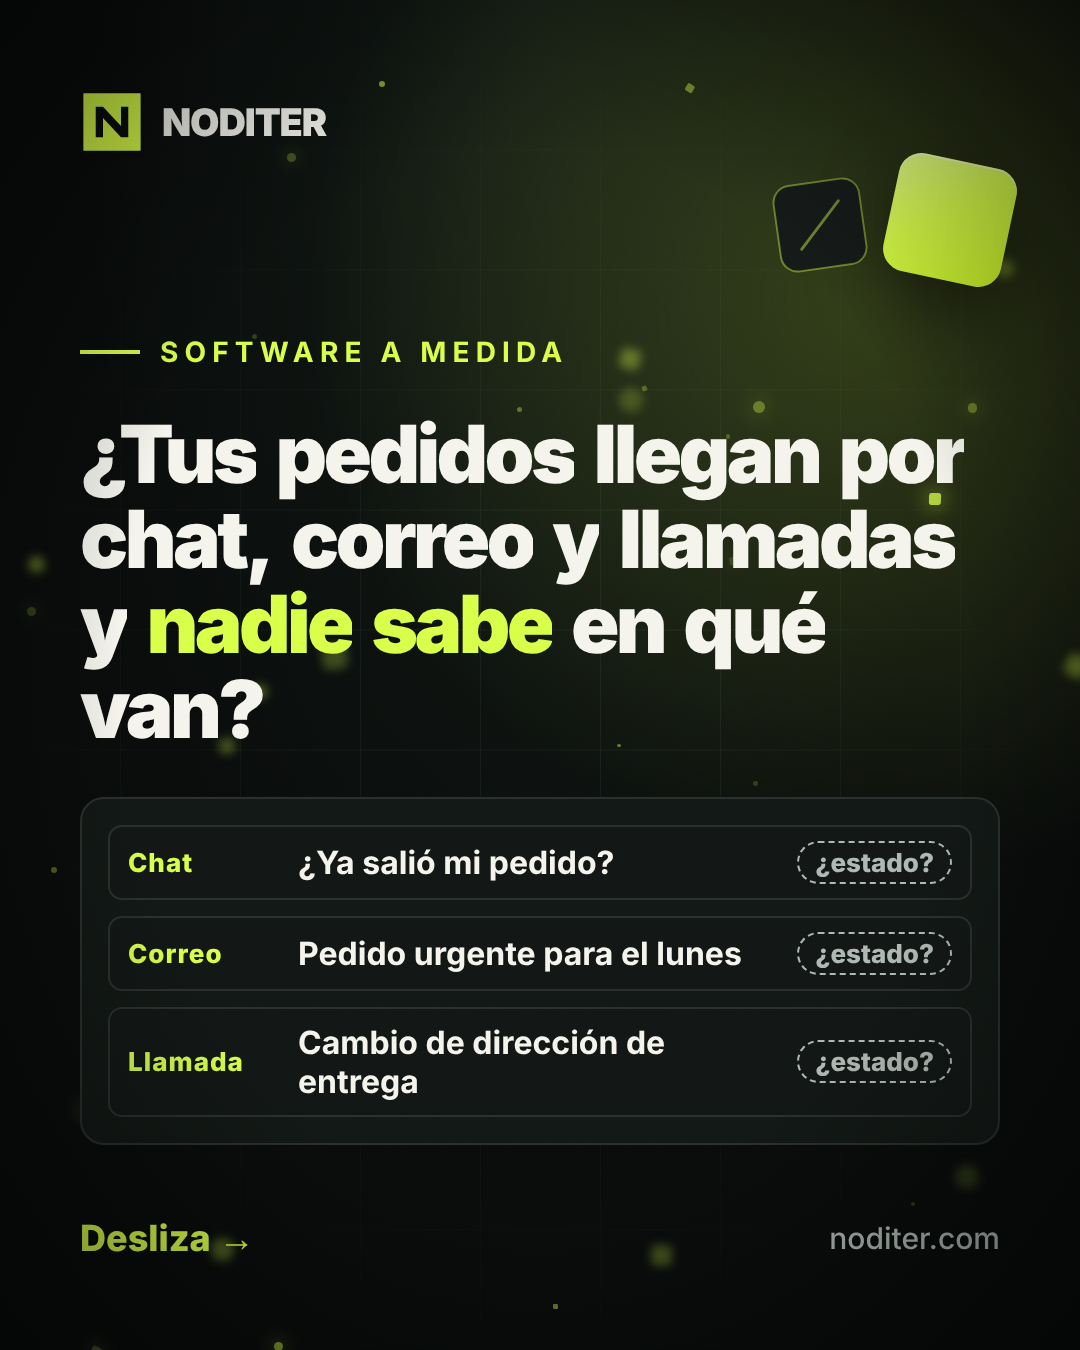 N NODITER
SOFTWARE A MEDIDA
¿Tus pedidos llegan por
chat, correo y llamadas
y nadie sabe en qué
van?
Chat ¿Ya salió mi pedido? ¿estado?
Correo Pedido urgente para el lunes ¿estado?
Llamada Cambio de dirección de
entrega ¿estado?
Desliza → noditer.com